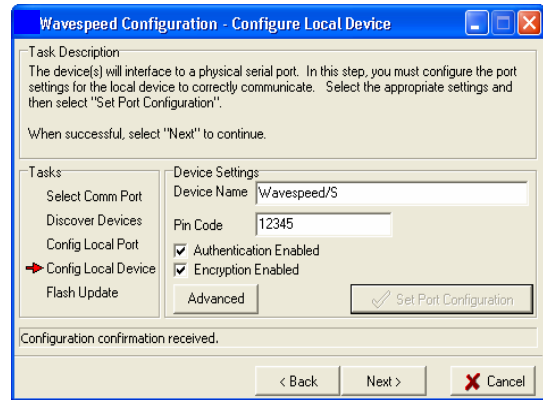 Wavespeed Configuration - Configure Local Device
Task Description
The device(s) will interface to a physical serial port. In this step, you must configure the port
settings for the local device to correctly communicate. Select the appropriate settings and
then select "Set Port Configuration".
When successful, select "Next" to continue.
Tasks
Select Comm Port
Discover Devices
Config Local Port
Config Local Device
Flash Update
Device Settings
Device Name Wavespeed/S
Pin Code 12345
Authentication Enabled
Encryption Enabled
Advanced Set Port Configuration
Configuration confirmation received.
< Back Next > Cancel